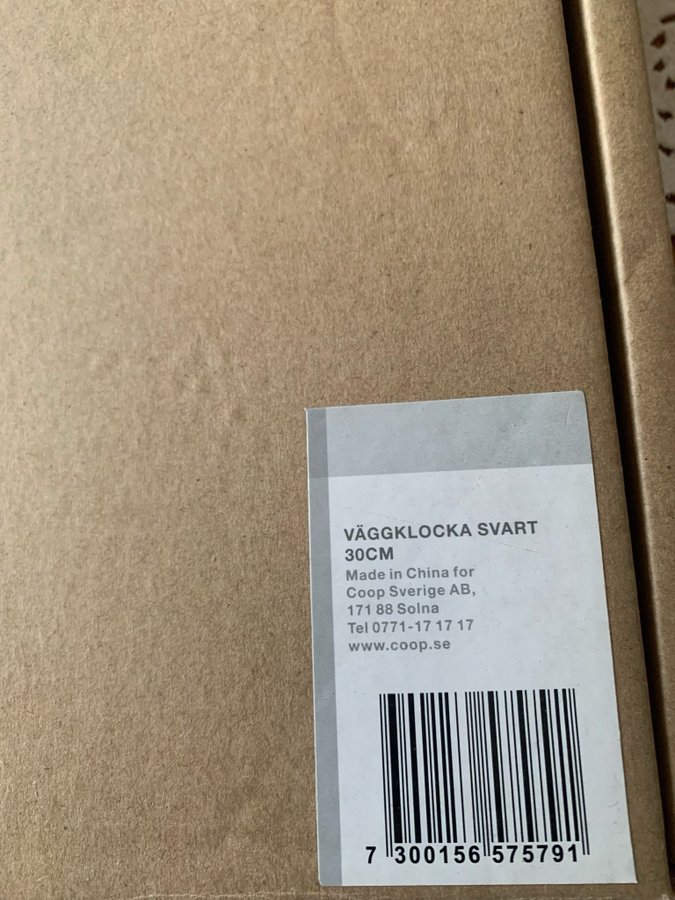 VÄGGKLOCKA SVART
30CM
Made in China for
Coop Sverige AB,
171 88 Solna
Tel 0771-17 17 17
www.coop.se
7 300156 575791